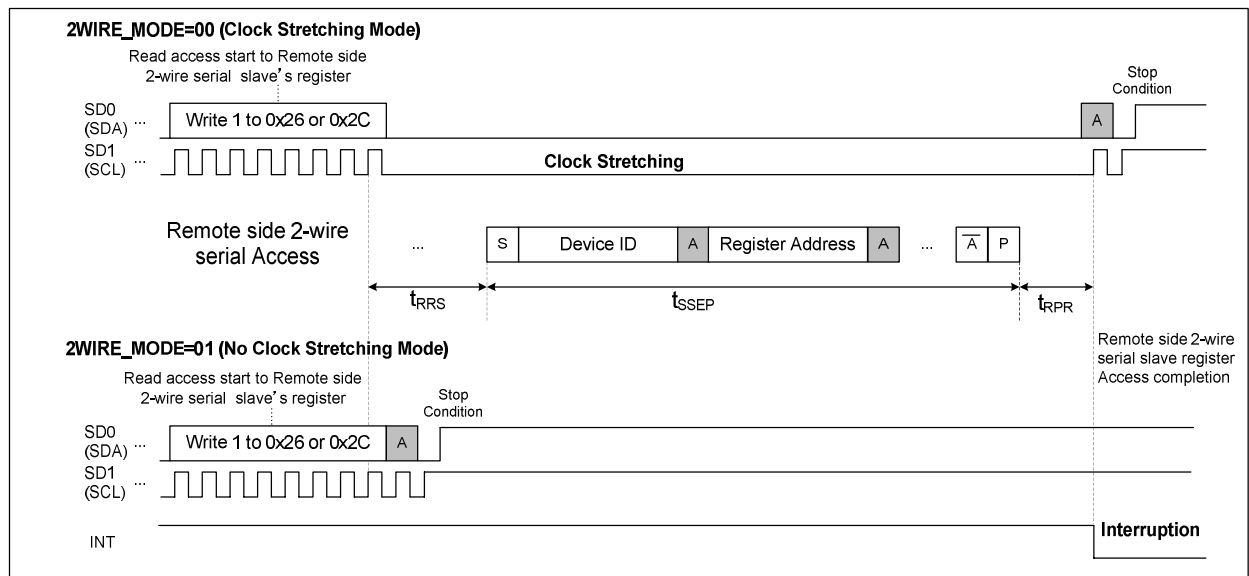 2WIRE_MODE=00 (Clock Stretching Mode)
Read access start to Remote side
2-wire serial slave's register
Stop
Condition
SD0
(SDA) ...
Write 1 to 0x26 or 0x2C
A
SD1
(SCL) ...
Clock Stretching
Remote side 2-wire
serial Access
...
S
Device ID
A
Register Address
A
...
A̅
P
tRRS
tSSEP
tRPR
2WIRE_MODE=01 (No Clock Stretching Mode)
Remote side 2-wire
serial slave register
Access completion
Read access start to Remote side
2-wire serial slave's register
Stop
Condition
SD0
(SDA) ...
Write 1 to 0x26 or 0x2C
A
SD1
(SCL) ...
INT
Interruption